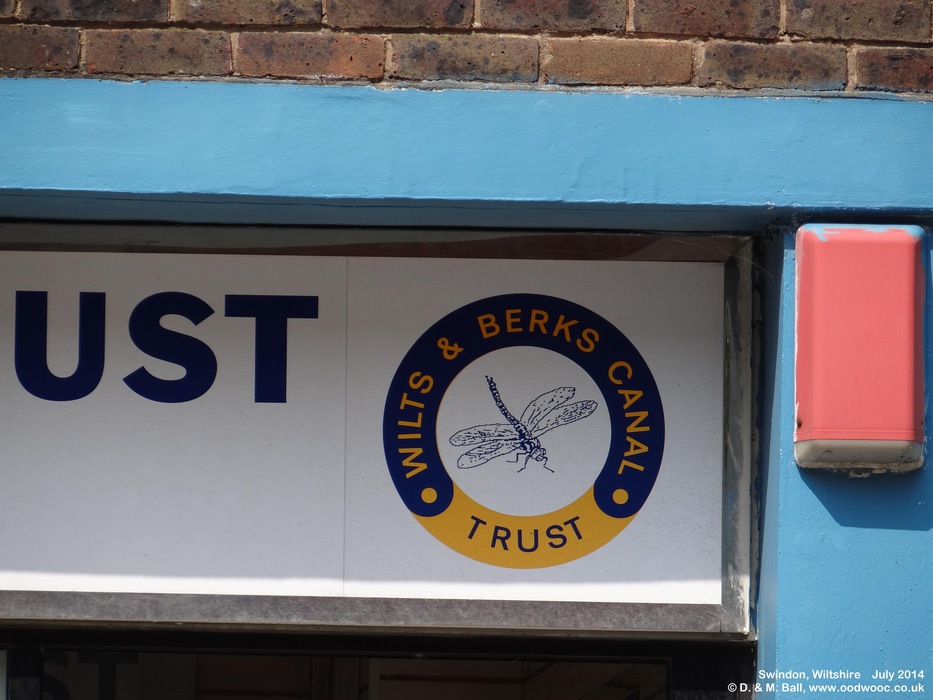 UST
WILTS & BERKS CANAL
TRUST
Swindon, Wiltshire July 2014
© D. & M. Ball, www.oodwooc.co.uk